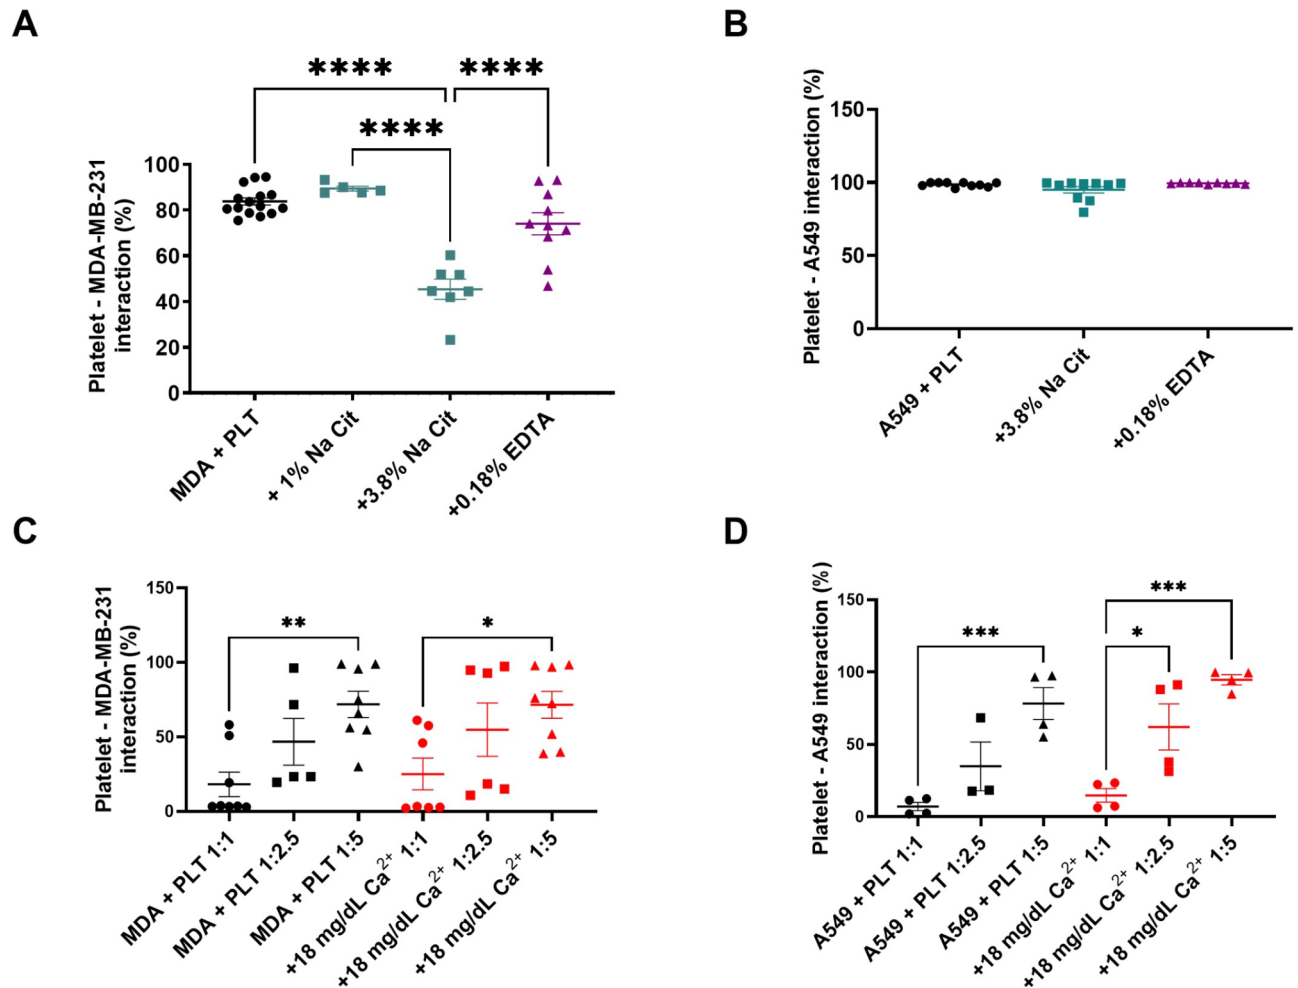 A
Platelet - MDA-MB-231
interaction (%)
100
80
60
40
20
0
****
****
****
MDA + PLT
+ 1% Na Cit
+3.8% Na Cit
+0.18% EDTA
B
Platelet - A549 interaction (%)
150
100
50
0
A549 + PLT
+3.8% Na Cit
+0.18% EDTA
C
Platelet - MDA-MB-231
interaction (%)
150
100
50
0
**
*
MDA + PLT 1:1
MDA + PLT 1:2.5
MDA + PLT 1:5
+18 mg/dL Ca²⁺ 1:1
+18 mg/dL Ca²⁺ 1:2.5
+18 mg/dL Ca²⁺ 1:5
D
Platelet - A549 interaction (%)
150
100
50
0
***
*
***
A549 + PLT 1:1
A549 + PLT 1:2.5
A549 + PLT 1:5
+18 mg/dL Ca²⁺ 1:1
+18 mg/dL Ca²⁺ 1:2.5
+18 mg/dL Ca²⁺ 1:5